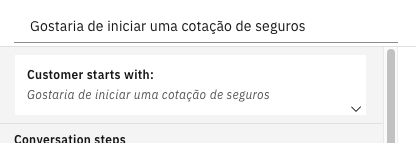 Gostaria de iniciar uma cotação de seguros
Customer starts with:
Gostaria de iniciar uma cotação de seguros
Conversation steps